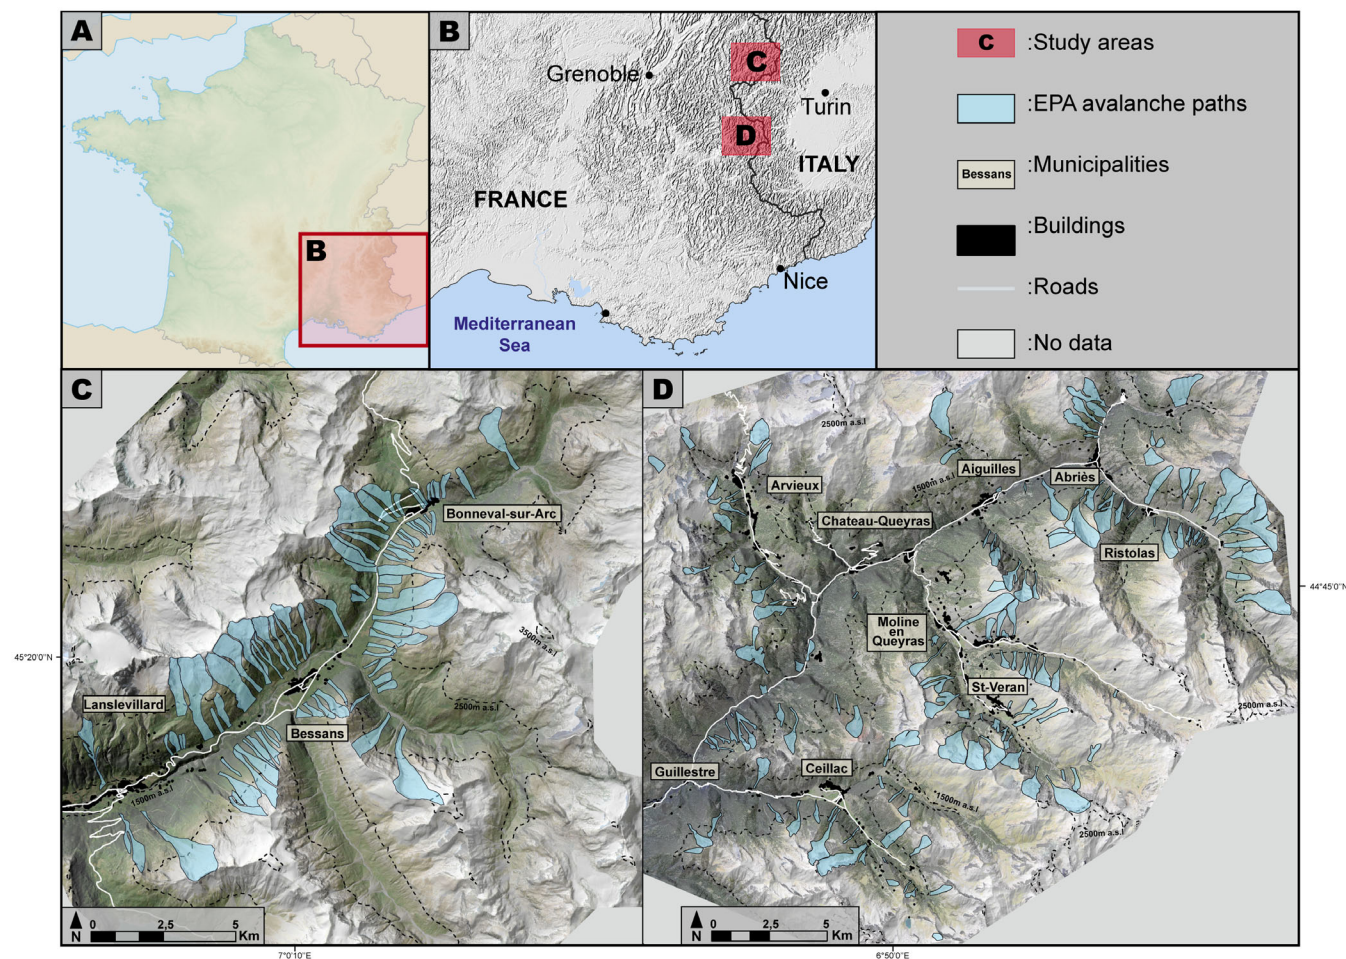 A
B
B
Grenoble
C
Turin
D
ITALY
FRANCE
Nice
Mediterranean
Sea
C
:Study areas
:EPA avalanche paths
Bessans
:Municipalities
:Buildings
:Roads
:No data
C
Bonneval-sur-Arc
3500m a.s.l
45°20'0"N
Lanslevillard
2500m a.s.l
Bessans
1500m a.s.l
N
0 2,5 5
Km
7°0'10"E
D
2500m a.s.l
Aiguilles
Abriès
Arvieux
1500m a.s.l
Chateau-Queyras
Ristolas
44°45'0"N
Moline
en
Queyras
St-Veran
2500m a.s.l
Guillestre
Ceillac
1500m a.s.l
2500m a.s.l
N
0 2,5 5
Km
6°50'0"E